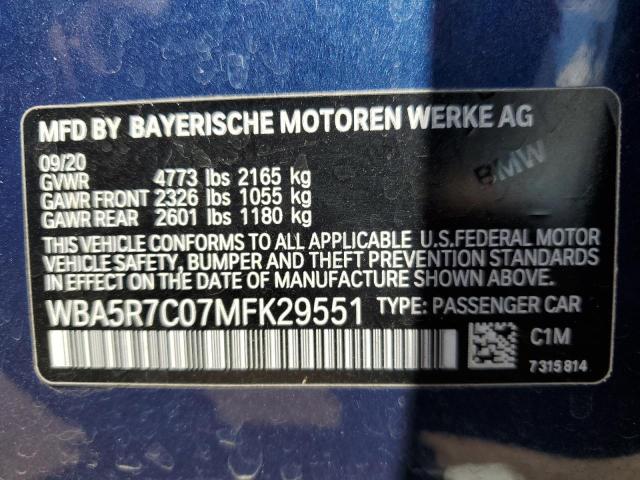 MFD BY BAYERISCHE MOTOREN WERKE AG
09/20
GVWR 4773 lbs 2165 kg
GAWR FRONT 2326 lbs 1055 kg
GAWR REAR 2601 lbs 1180 kg
BMW
THIS VEHICLE CONFORMS TO ALL APPLICABLE U.S.FEDERAL MOTOR
VEHICLE SAFETY, BUMPER AND THEFT PREVENTION STANDARDS
IN EFFECT ON THE DATE OF MANUFACTURE SHOWN ABOVE.
WBA5R7C07MFK29551 TYPE: PASSENGER CAR
C1M
7315814